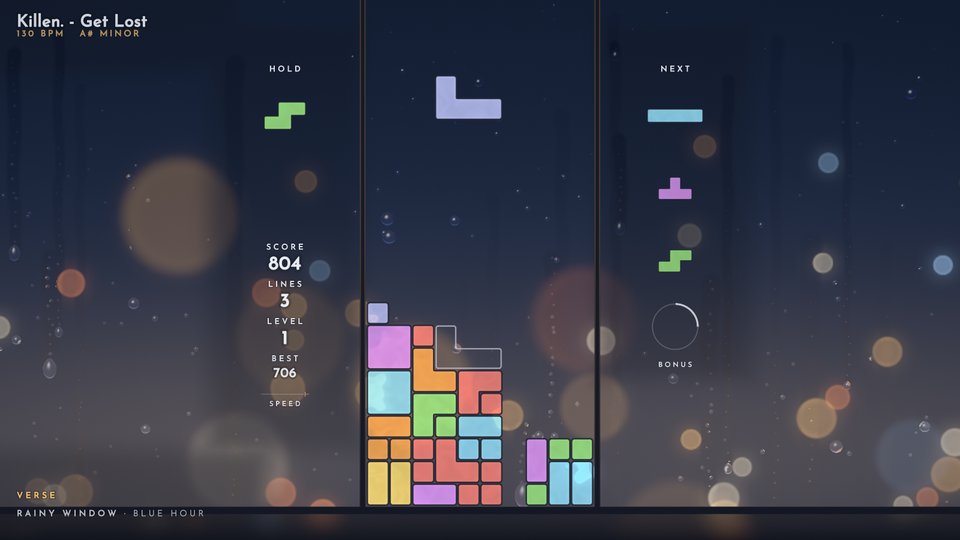 Killen. - Get Lost
130 BPM A# MINOR
HOLD
NEXT
SCORE
804
LINES
3
LEVEL
1
BEST
706
SPEED
BONUS
VERSE
RAINY WINDOW · BLUE HOUR